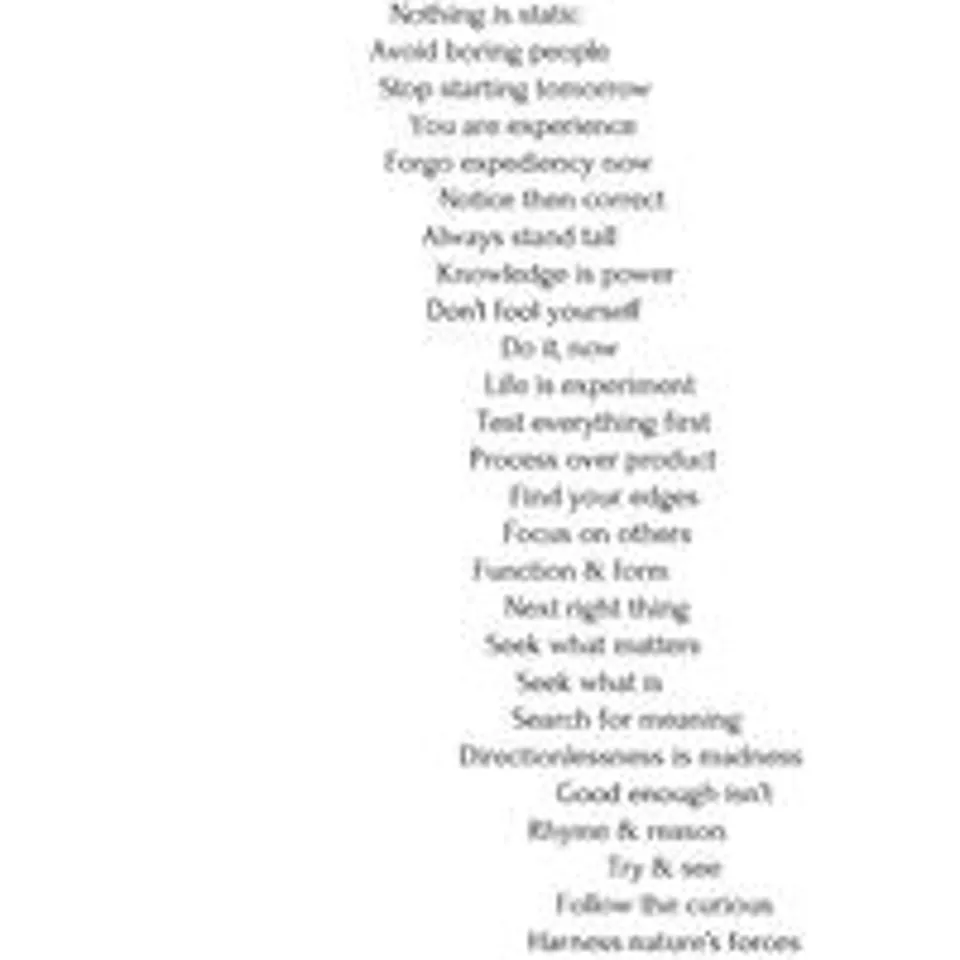 Nothing is static
Avoid boring people
Stop starting tomorrow
You are experience
Forgo expediency now
Notice then correct
Always stand tall
Knowledge is power
Don't fool yourself
Do it, now
Life is experiment
Test everything first
Process over product
Find your edges
Focus on others
Function & form
Next right thing
Seek what matters
Seek what is
Search for meaning
Directionlessness is madness
Good enough isn't
Rhyme & reason
Try & see
Follow the curious
Harness nature's forces